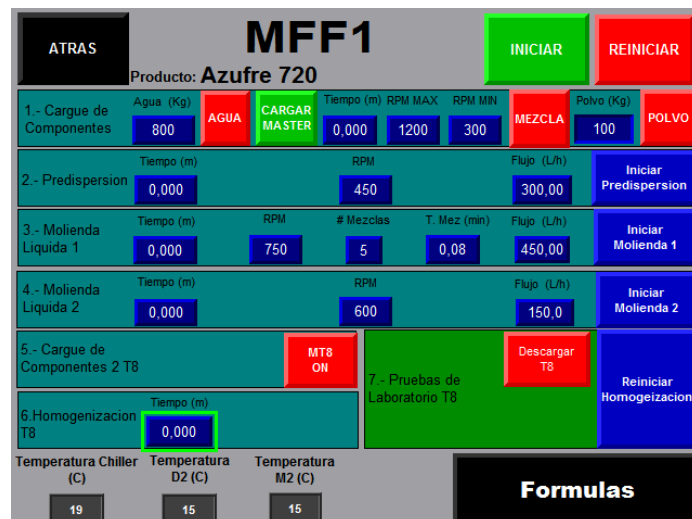 ATRAS
MFF1
INICIAR
REINICIAR
Producto: Azufre 720
1.- Cargue de
Componentes
Agua (Kg)
800
AGUA
CARGAR
MASTER
Tiempo (m)
0,000
RPM MAX
1200
RPM MIN
300
MEZCLA
Polvo (Kg)
100
POLVO
2.- Predispersion
Tiempo (m)
0,000
RPM
450
Flujo (L/h)
300,00
Iniciar
Predispersion
3.- Molienda
Liquida 1
Tiempo (m)
0,000
RPM
750
# Mezclas
5
T. Mez (min)
0,08
Flujo (L/h)
450,00
Iniciar
Molienda 1
4.- Molienda
Liquida 2
Tiempo (m)
0,000
RPM
600
Flujo (L/h)
150,0
Iniciar
Molienda 2
5.- Cargue de
Componentes 2 T8
MT8
ON
6.Homogenizacion
T8
Tiempo (m)
0,000
7.- Pruebas de
Laboratorio T8
Descargar
T8
Reiniciar
Homogeizacion
Temperatura Chiller
(C)
19
Temperatura
D2 (C)
15
Temperatura
M2 (C)
15
Formulas